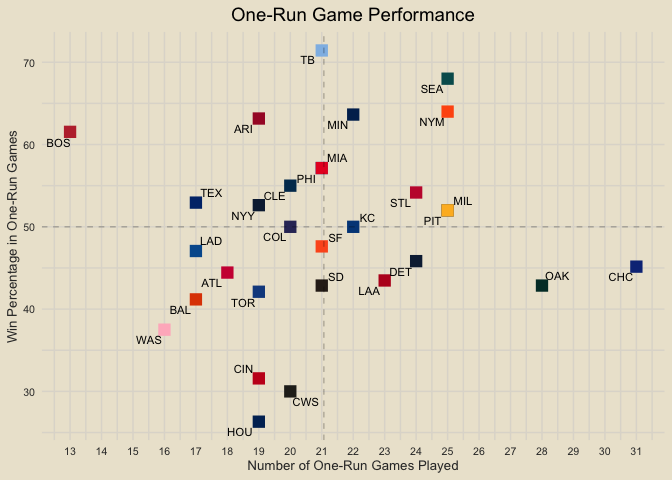 One-Run Game Performance
Win Percentage in One-Run Games
70
60
50
40
30
TB
SEA
NYM
MIN
ARI
BOS
MIA
PHI
TEX
CLE
NYY
STL
MIL
PIT
KC
COL
SF
LAD
DET
ATL
SD
LAA
OAK
CHC
BAL
TOR
WAS
CIN
CWS
HOU
13 14 15 16 17 18 19 20 21 22 23 24 25 26 27 28 29 30 31
Number of One-Run Games Played